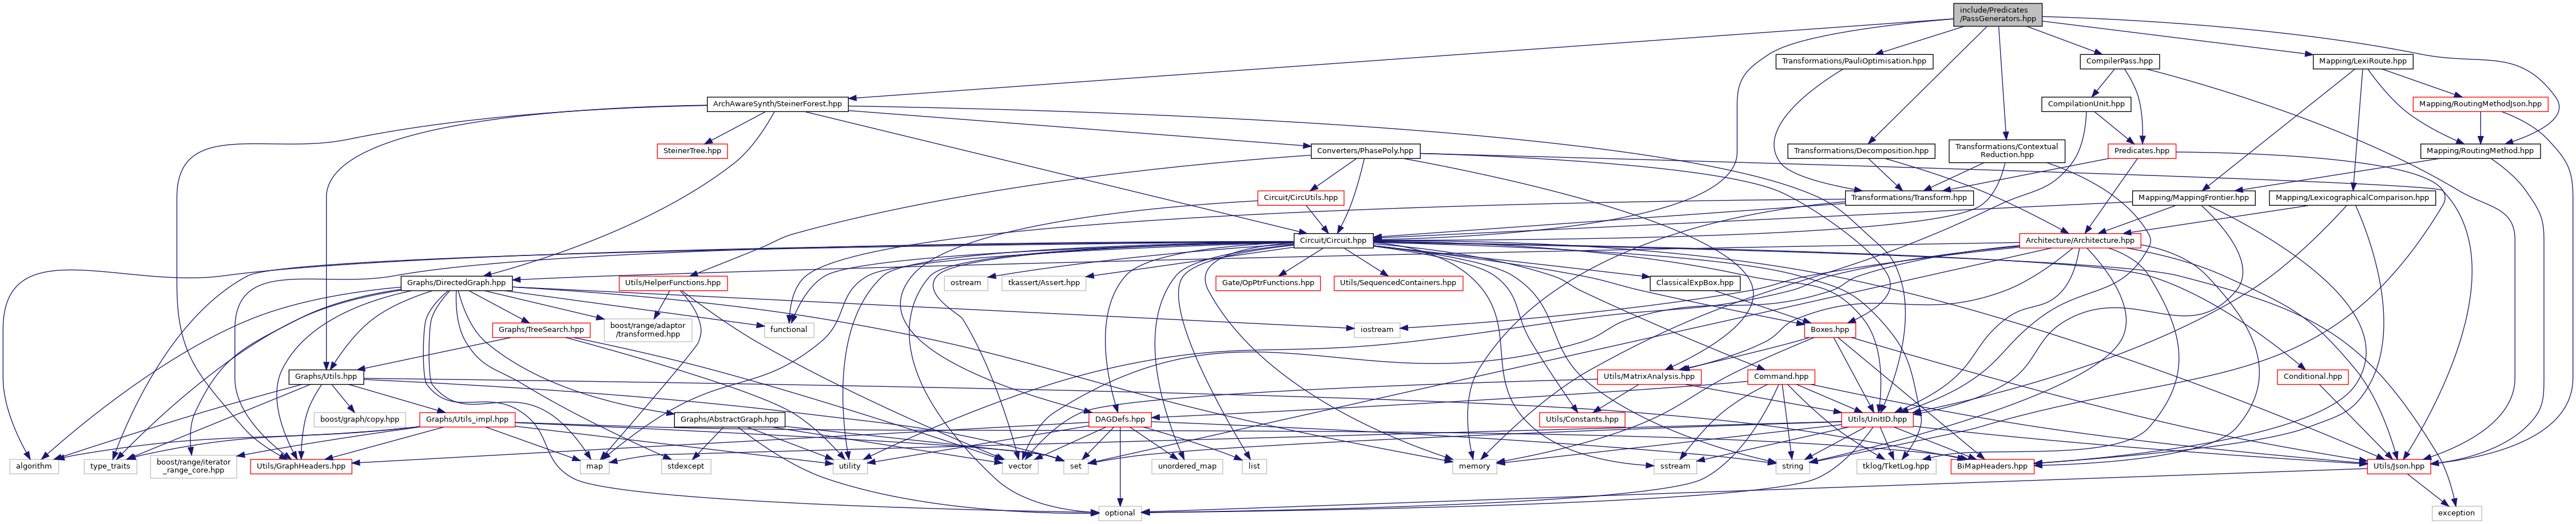 include/Predicates
/PassGenerators.hpp
Transformations/PauliOptimisation.hpp
CompilerPass.hpp
Mapping/LexiRoute.hpp
ArchAwareSynth/SteinerForest.hpp
CompilationUnit.hpp
Mapping/RoutingMethodJson.hpp
SteinerTree.hpp
Converters/PhasePoly.hpp
Transformations/Decomposition.hpp
Transformations/Contextual
Reduction.hpp
Predicates.hpp
Mapping/RoutingMethod.hpp
Circuit/CircUtils.hpp
Transformations/Transform.hpp
Mapping/MappingFrontier.hpp
Mapping/LexicographicalComparison.hpp
Circuit/Circuit.hpp
Architecture/Architecture.hpp
Graphs/DirectedGraph.hpp
Utils/HelperFunctions.hpp
ostream
tkassert/Assert.hpp
Gate/OpPtrFunctions.hpp
Utils/SequencedContainers.hpp
ClassicalExpBox.hpp
Graphs/TreeSearch.hpp
boost/range/adaptor
/transformed.hpp
functional
iostream
Boxes.hpp
Graphs/Utils.hpp
Utils/MatrixAnalysis.hpp
Command.hpp
Conditional.hpp
boost/graph/copy.hpp
Graphs/Utils_impl.hpp
Graphs/AbstractGraph.hpp
DAGDefs.hpp
Utils/Constants.hpp
Utils/UnitID.hpp
algorithm
type_traits
boost/range/iterator
_range_core.hpp
Utils/GraphHeaders.hpp
map
stdexcept
utility
vector
set
unordered_map
list
memory
sstream
string
tklog/TketLog.hpp
BiMapHeaders.hpp
Utils/Json.hpp
optional
exception